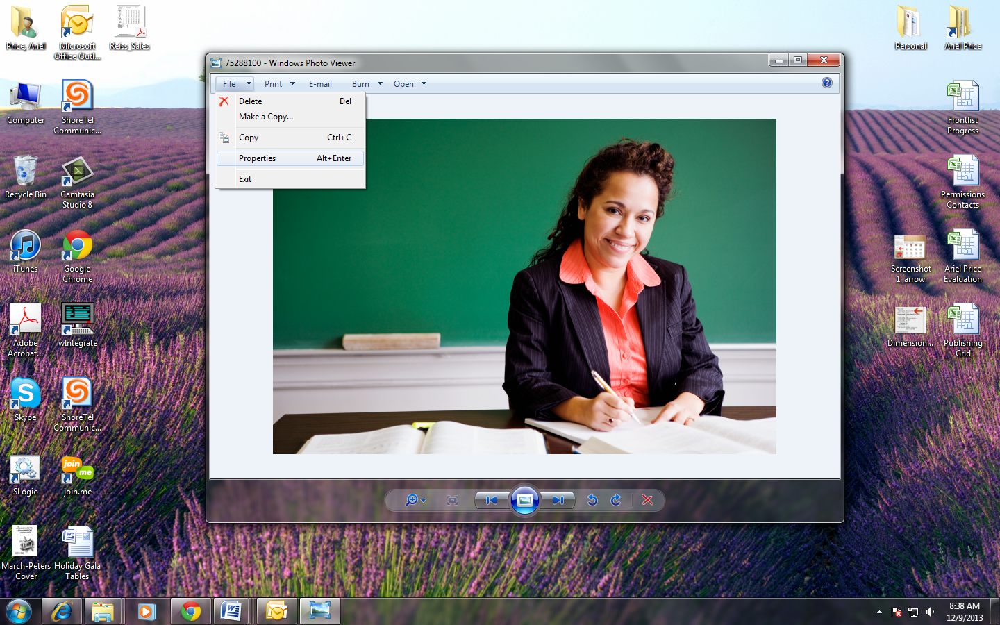 Price, Ariel
Microsoft
Office Outl...
Reiss_Sales
Personal
Ariel Price
75288100 - Windows Photo Viewer
File
Print
E-mail
Burn
Open
Delete Del
Make a Copy...
Copy Ctrl+C
Properties Alt+Enter
Exit
Computer
ShoreTel
Communic...
Recycle Bin
Camtasia
Studio 8
iTunes
Google
Chrome
Adobe
Acrobat...
wIntegrate
Skype
ShoreTel
Communic...
SLogic
join
me
join.me
March-Peters
Cover
Holiday Gala
Tables
Frontlist
Progress
Permissions
Contacts
Screenshot
1_arrow
Ariel Price
Evaluation
Dimension...
Publishing
Grid
8:38 AM
12/9/2013